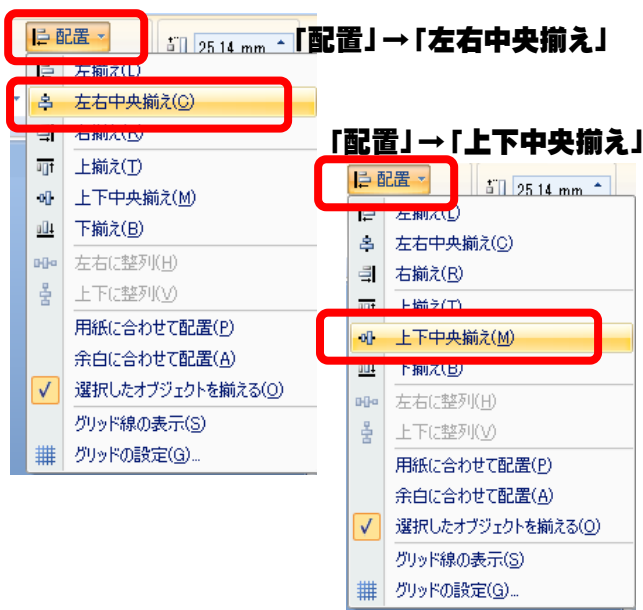 配置
25.14 mm
「配置」→「左右中央揃え」
左揃え(L)
左右中央揃え(C)
右揃え(R)
上揃え(T)
上下中央揃え(M)
下揃え(B)
左右に整列(H)
上下に整列(V)
用紙に合わせて配置(P)
余白に合わせて配置(A)
選択したオブジェクトを揃える(O)
グリッド線の表示(S)
グリッドの設定(G)...
「配置」→「上下中央揃え」
配置
25.14 mm
左揃え(L)
左右中央揃え(C)
右揃え(R)
上揃え(T)
上下中央揃え(M)
下揃え(B)
左右に整列(H)
上下に整列(V)
用紙に合わせて配置(P)
余白に合わせて配置(A)
選択したオブジェクトを揃える(O)
グリッド線の表示(S)
グリッドの設定(G)...